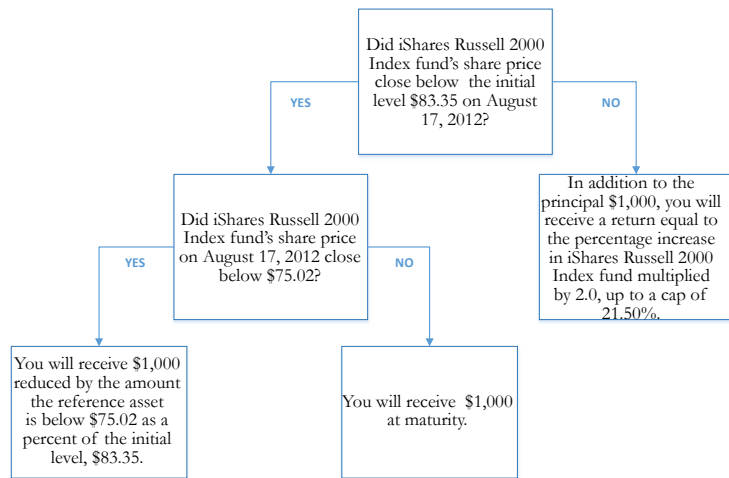 Did iShares Russell 2000
Index fund's share price
close below the initial
level $83.35 on August
17, 2012?
YES
NO
Did iShares Russell 2000
Index fund's share price
on August 17, 2012 close
below $75.02?
In addition to the
principal $1,000, you will
receive a return equal to
the percentage increase
in iShares Russell 2000
Index fund multiplied
by 2.0, up to a cap of
21.50%.
YES
NO
You will receive $1,000
reduced by the amount
the reference asset
is below $75.02 as a
percent of the initial
level, $83.35.
You will receive $1,000
at maturity.